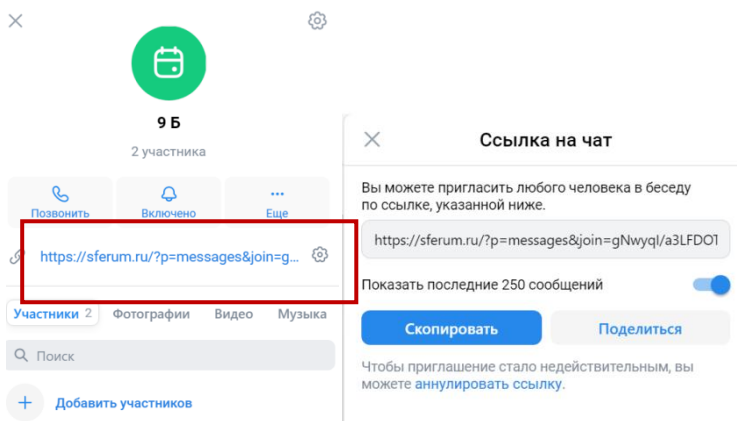 9 Б
2 участника
Позвонить
Включено
Еще
https://sferum.ru/?p=messages&join=g...
Участники 2
Фотографии
Видео
Музыка
Поиск
Добавить участников
Ссылка на чат
Вы можете пригласить любого человека в беседу
по ссылке, указанной ниже.
https://sferum.ru/?p=messages&join=gNwyqI/a3LFDOT
Показать последние 250 сообщений
Скопировать
Поделиться
Чтобы приглашение стало недействительным, вы
можете аннулировать ссылку.